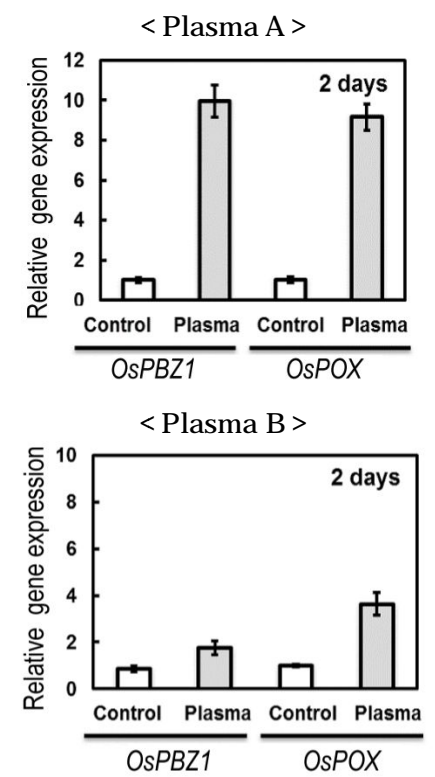 < Plasma A >
Relative gene expression
12
10
8
6
4
2
0
2 days
Control Plasma Control Plasma
OsPBZ1 OsPOX
< Plasma B >
Relative gene expression
10
8
6
4
2
0
2 days
Control Plasma Control Plasma
OsPBZ1 OsPOX